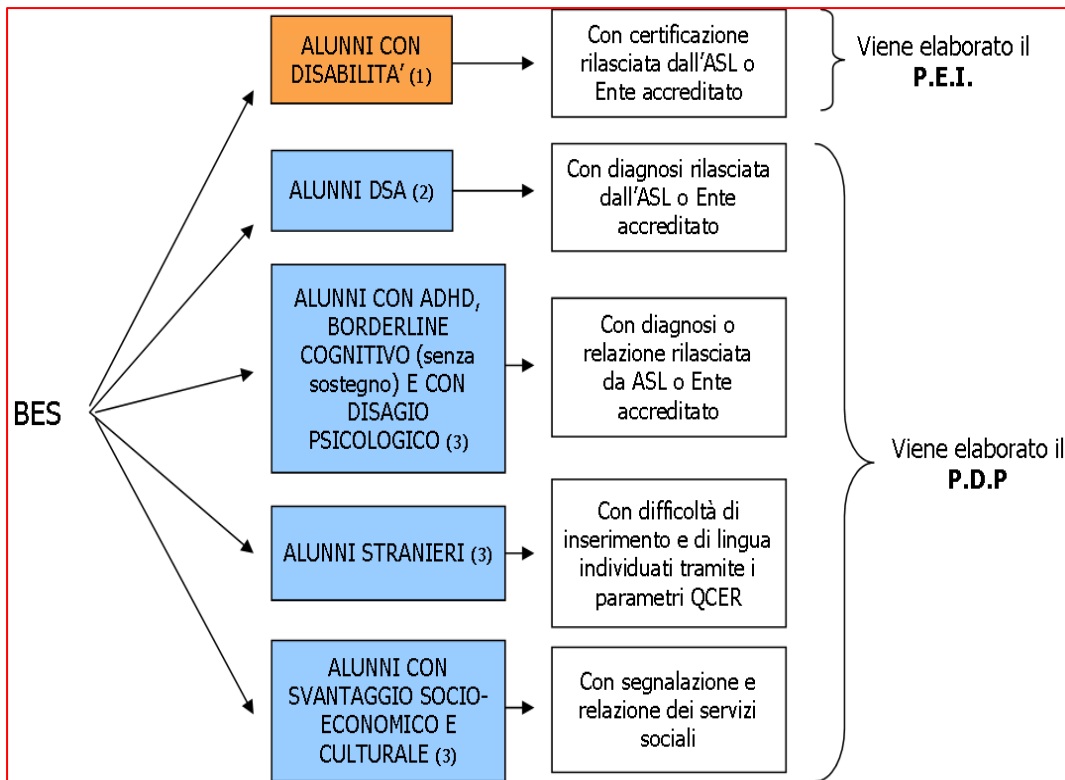 BES
ALUNNI CON
DISABILITA’ (1)
Con certificazione
rilasciata dall’ASL o
Ente accreditato
Viene elaborato il
P.E.I.
ALUNNI DSA (2)
Con diagnosi rilasciata
dall’ASL o Ente
accreditato
ALUNNI CON ADHD,
BORDERLINE
COGNITIVO (senza
sostegno) E CON
DISAGIO
PSICOLOGICO (3)
Con diagnosi o
relazione rilasciata
da ASL o Ente
accreditato
ALUNNI STRANIERI (3)
Con difficoltà di
inserimento e di lingua
individuati tramite i
parametri QCER
ALUNNI CON
SVANTAGGIO SOCIO-
ECONOMICO E
CULTURALE (3)
Con segnalazione e
relazione dei servizi
sociali
Viene elaborato il
P.D.P